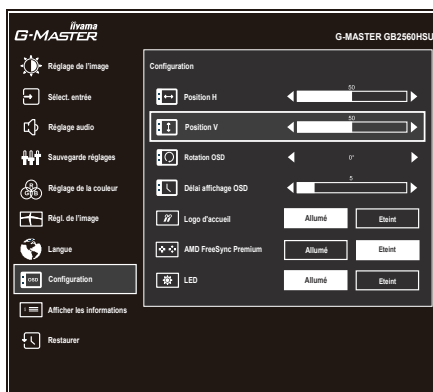 iiyama
G-MASTER
G-MASTER GB2560HSU
Réglage de l'image
Sélect. entrée
Réglage audio
Sauvegarde réglages
Réglage de la couleur
Régl. de l'image
Langue
Configuration
Afficher les informations
Restaurer
Configuration
Position H
50
Position V
50
Rotation OSD
0°
Délai affichage OSD
5
Logo d'accueil
Allumé
Eteint
AMD FreeSync Premium
Allumé
Eteint
LED
Allumé
Eteint
R
G
B
OSD